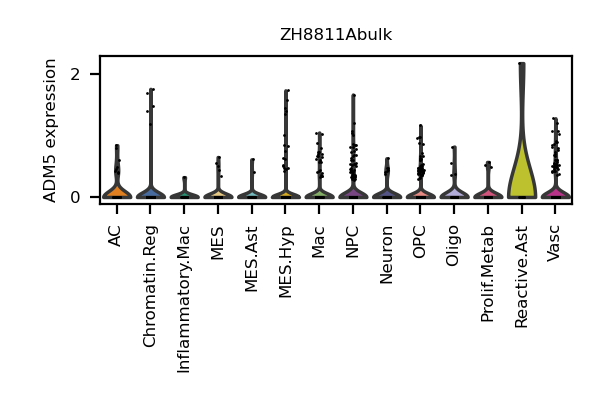 ZH8811Abulk
ADM5 expression
2
0
AC
Chromatin.Reg
Inflammatory.Mac
MES
MES.Ast
MES.Hyp
Mac
NPC
Neuron
OPC
Oligo
Prolif.Metab
Reactive.Ast
Vasc